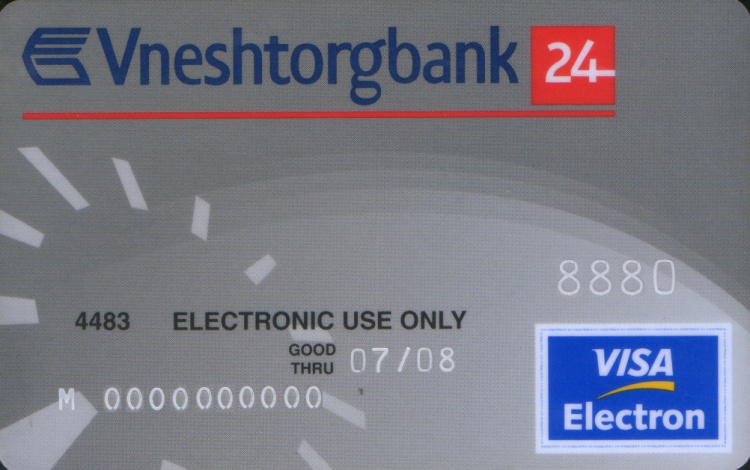 Vneshtorgbank 24
8880
4483 ELECTRONIC USE ONLY
GOOD
THRU 07/08
M 0000000000
VISA
Electron